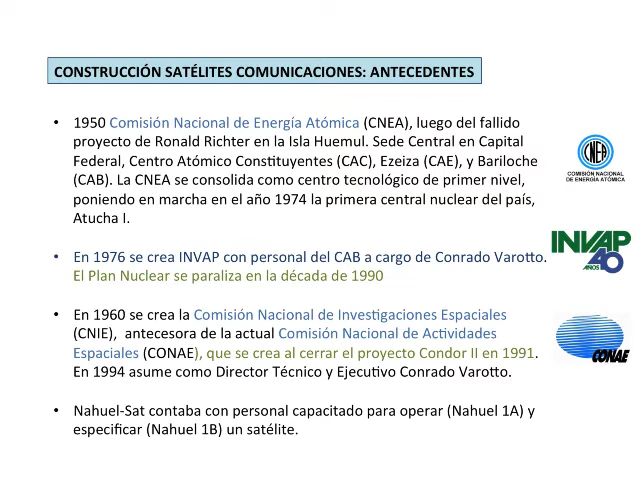 CONSTRUCCIÓN SATÉLITES COMUNICACIONES: ANTECEDENTES
• 1950 Comisión Nacional de Energía Atómica (CNEA), luego del fallido
proyecto de Ronald Richter en la Isla Huemul. Sede Central en Capital
Federal, Centro Atómico Constituyentes (CAC), Ezeiza (CAE), y Bariloche
(CAB). La CNEA se consolida como centro tecnológico de primer nivel,
poniendo en marcha en el año 1974 la primera central nuclear del país,
Atucha I.
CNEA
COMISIÓN NACIONAL
DE ENERGÍA ATÓMICA
• En 1976 se crea INVAP con personal del CAB a cargo de Conrado Varotto.
El Plan Nuclear se paraliza en la década de 1990
INVAP
AÑOS 40
• En 1960 se crea la Comisión Nacional de Investigaciones Espaciales
(CNIE), antecesora de la actual Comisión Nacional de Actividades
Espaciales (CONAE), que se crea al cerrar el proyecto Condor II en 1991.
En 1994 asume como Director Técnico y Ejecutivo Conrado Varotto.
CONAE
• Nahuel-Sat contaba con personal capacitado para operar (Nahuel 1A) y
especificar (Nahuel 1B) un satélite.